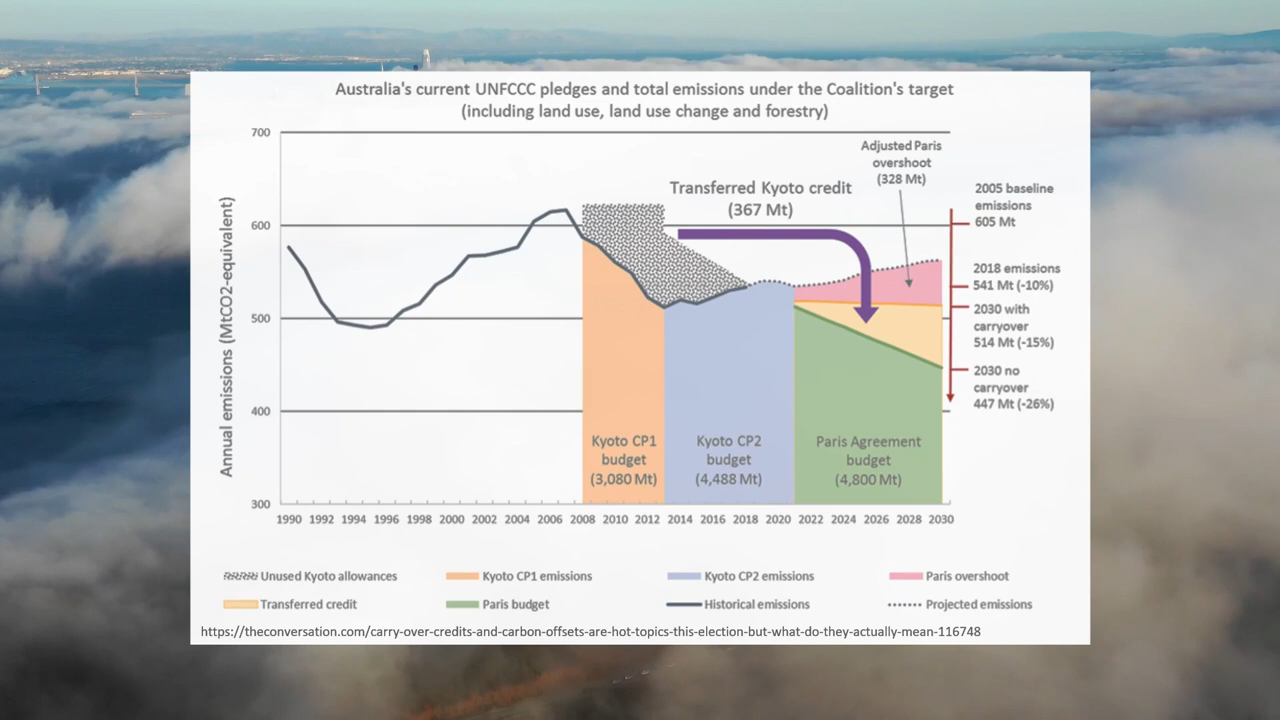 Australia's current UNFCCC pledges and total emissions under the Coalition's target
(including land use, land use change and forestry)
Annual emissions (MtCO2-equivalent)
700
600
500
400
300
Adjusted Paris
overshoot
(328 Mt)
Transferred Kyoto credit
(367 Mt)
2005 baseline
emissions
605 Mt
2018 emissions
541 Mt (-10%)
2030 with
carryover
514 Mt (-15%)
2030 no
carryover
447 Mt (-26%)
Kyoto CP1
budget
(3,080 Mt)
Kyoto CP2
budget
(4,488 Mt)
Paris Agreement
budget
(4,800 Mt)
1990 1992 1994 1996 1998 2000 2002 2004 2006 2008 2010 2012 2014 2016 2018 2020 2022 2024 2026 2028 2030
Unused Kyoto allowances Kyoto CP1 emissions Kyoto CP2 emissions Paris overshoot
Transferred credit Paris budget Historical emissions Projected emissions
https://theconversation.com/carry-over-credits-and-carbon-offsets-are-hot-topics-this-election-but-what-do-they-actually-mean-116748